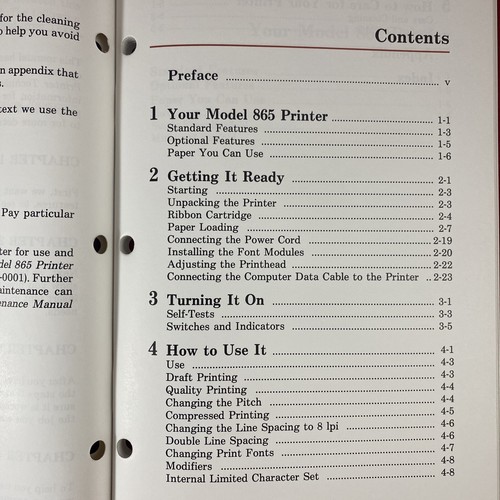 for the cleaning
help you avoid
n appendix that
text we use the
Pay particular
ter for use and
del 865 Printer
-0001). Further
aintenance can
nance Manual
Contents
Preface ... v
1 Your Model 865 Printer ... 1-1
Standard Features ... 1-3
Optional Features ... 1-5
Paper You Can Use ... 1-6
2 Getting It Ready ... 2-1
Starting ... 2-3
Unpacking the Printer ... 2-3
Ribbon Cartridge ... 2-4
Paper Loading ... 2-7
Connecting the Power Cord ... 2-19
Installing the Font Modules ... 2-20
Adjusting the Printhead ... 2-22
Connecting the Computer Data Cable to the Printer .. 2-23
3 Turning It On ... 3-1
Self-Tests ... 3-3
Switches and Indicators ... 3-5
4 How to Use It ... 4-1
Use ... 4-3
Draft Printing ... 4-3
Quality Printing ... 4-4
Changing the Pitch ... 4-4
Compressed Printing ... 4-5
Changing the Line Spacing to 8 lpi ... 4-6
Double Line Spacing ... 4-6
Changing Print Fonts ... 4-7
Modifiers ... 4-8
Internal Limited Character Set ... 4-8